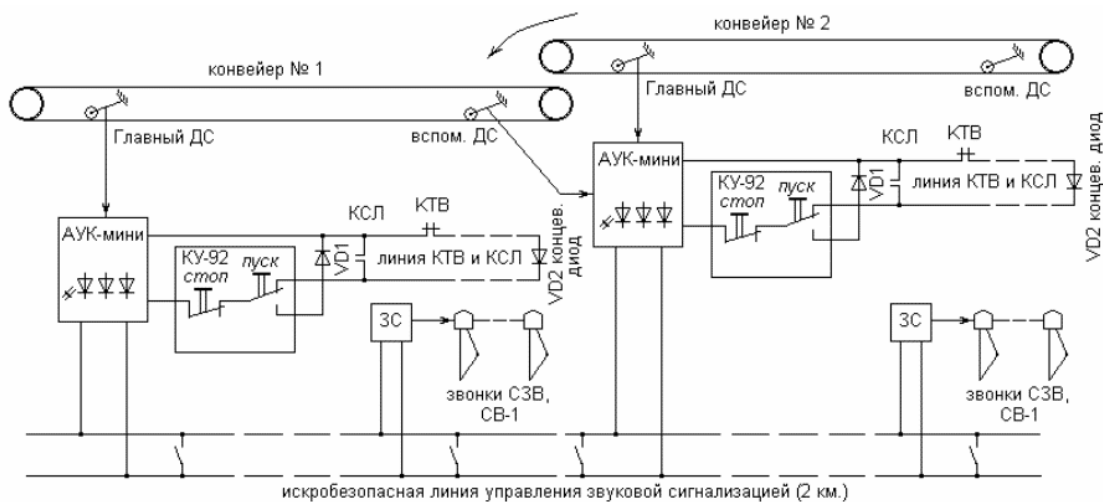 конвейер № 2
конвейер № 1
Главный ДС
вспом. ДС
Главный ДС
вспом. ДС
АУК-мини
КУ-92
стоп
пуск
VD1
КСЛ
КТВ
линия КТВ и КСЛ
VD2 концев. диод
АУК-мини
КУ-92
стоп
пуск
VD1
КСЛ
КТВ
линия КТВ и КСЛ
VD2 концев.
диод
ЗС
звонки СЗВ,
СВ-1
ЗС
звонки СЗВ,
СВ-1
искробезопасная линия управления звуковой сигнализацией (2 км.)